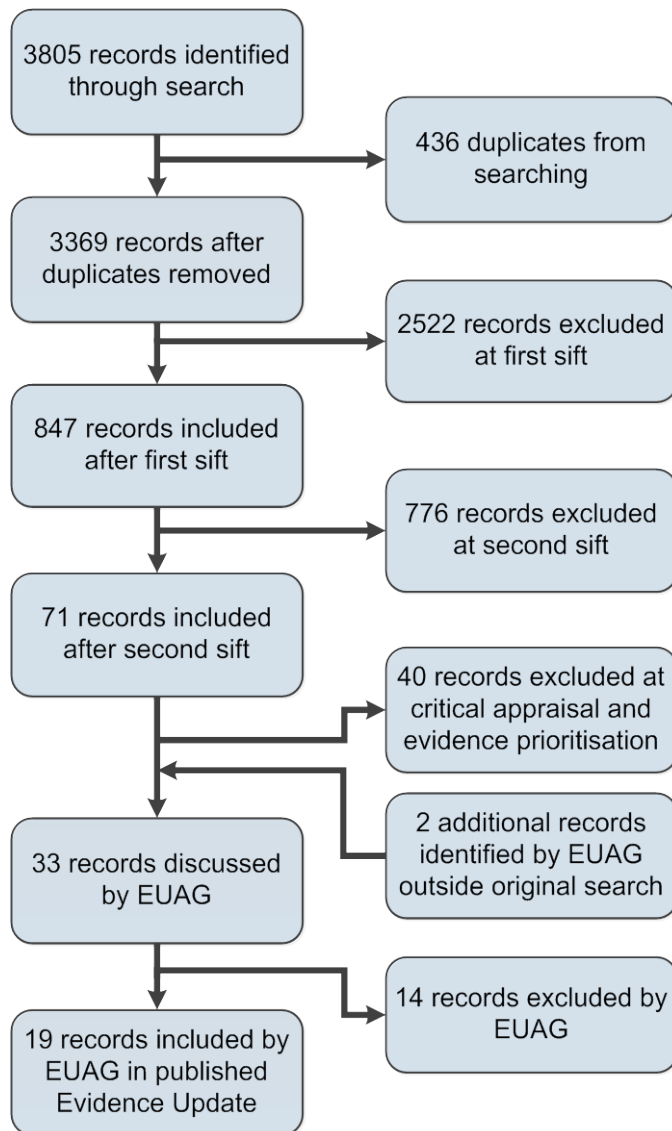 3805 records identified
through search
436 duplicates from
searching
3369 records after
duplicates removed
2522 records excluded
at first sift
847 records included
after first sift
776 records excluded
at second sift
71 records included
after second sift
40 records excluded at
critical appraisal and
evidence prioritisation
2 additional records
identified by EUAG
outside original search
33 records discussed
by EUAG
14 records excluded by
EUAG
19 records included by
EUAG in published
Evidence Update